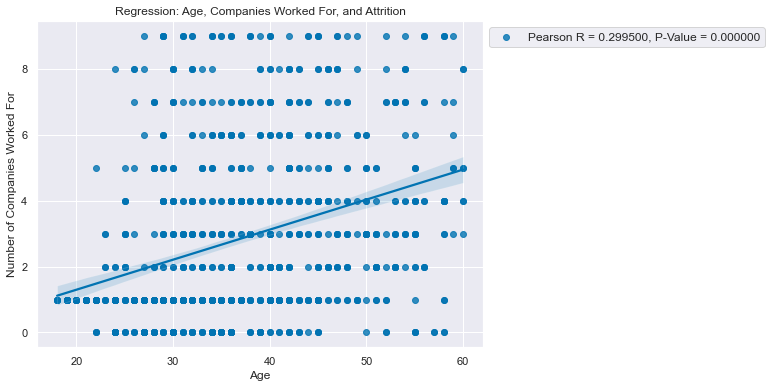 Regression: Age, Companies Worked For, and Attrition
Pearson R = 0.299500, P-Value = 0.000000
Number of Companies Worked For
8
6
4
2
0
20 30 40 50 60
Age